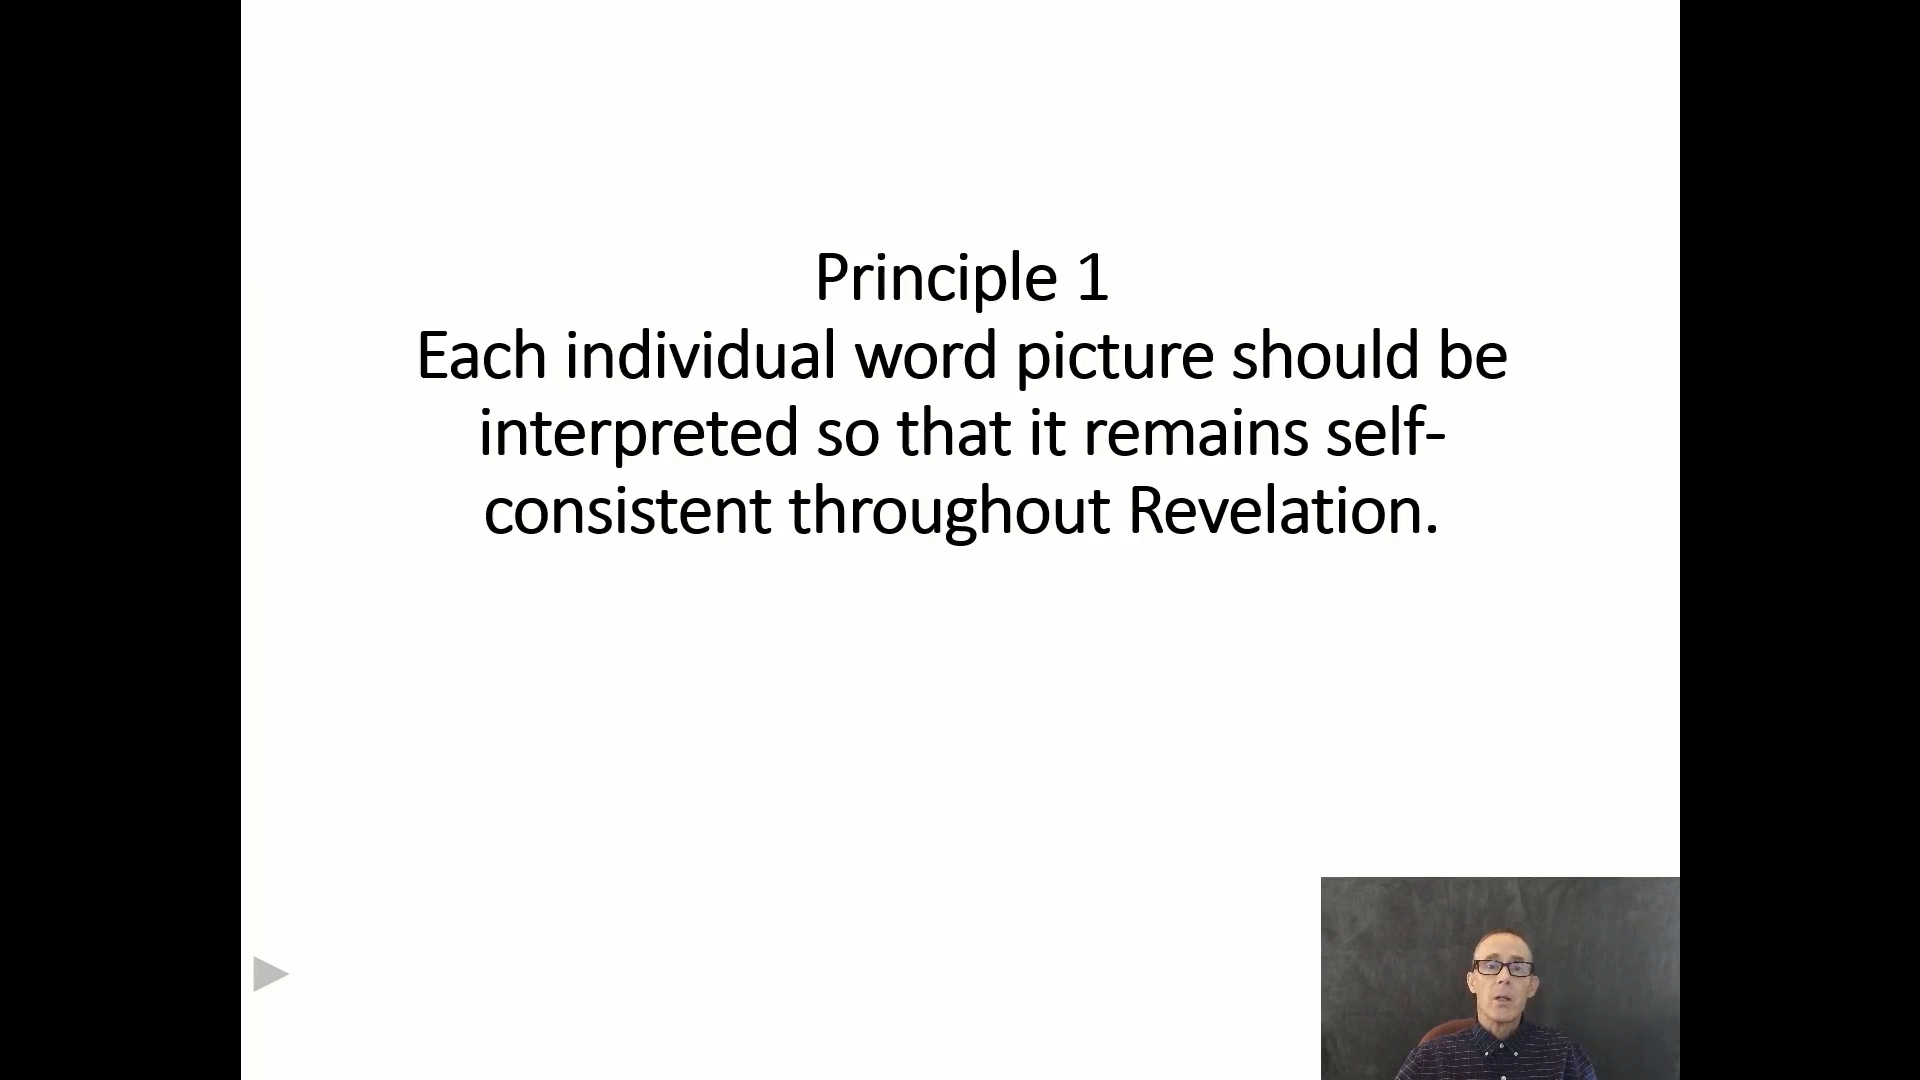 Principle 1
Each individual word picture should be
interpreted so that it remains self-
consistent throughout Revelation.